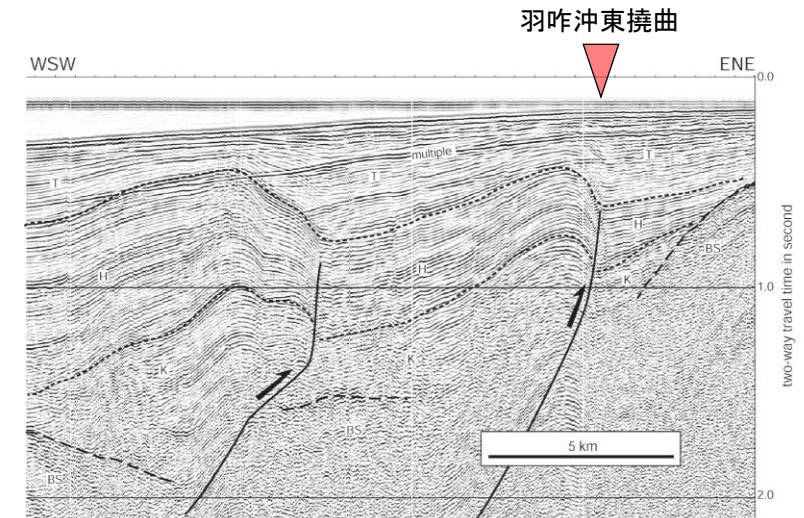 羽咋沖東撓曲
WSW
ENE
0.0
multiple
T
T
T
H
H
H
BS
K
1.0
K
K
BS
BS
5 km
2.0
two-way travel time in second